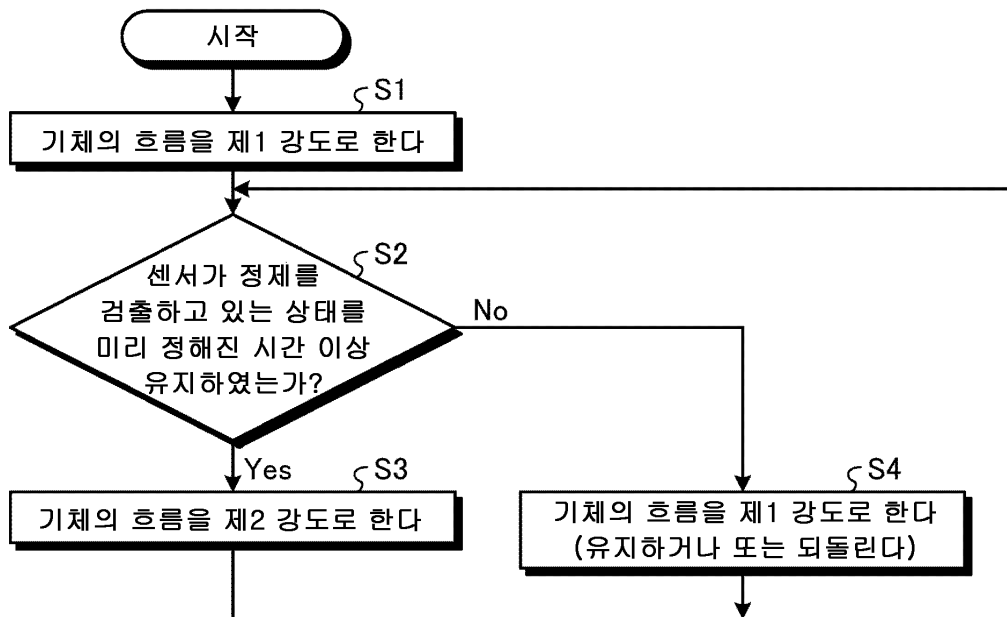 시작
S1
기체의 흐름을 제1 강도로 한다
S2
센서가 정제를
검출하고 있는 상태를
미리 정해진 시간 이상
유지하였는가?
No
Yes
S3
기체의 흐름을 제2 강도로 한다
S4
기체의 흐름을 제1 강도로 한다
(유지하거나 또는 되돌린다)